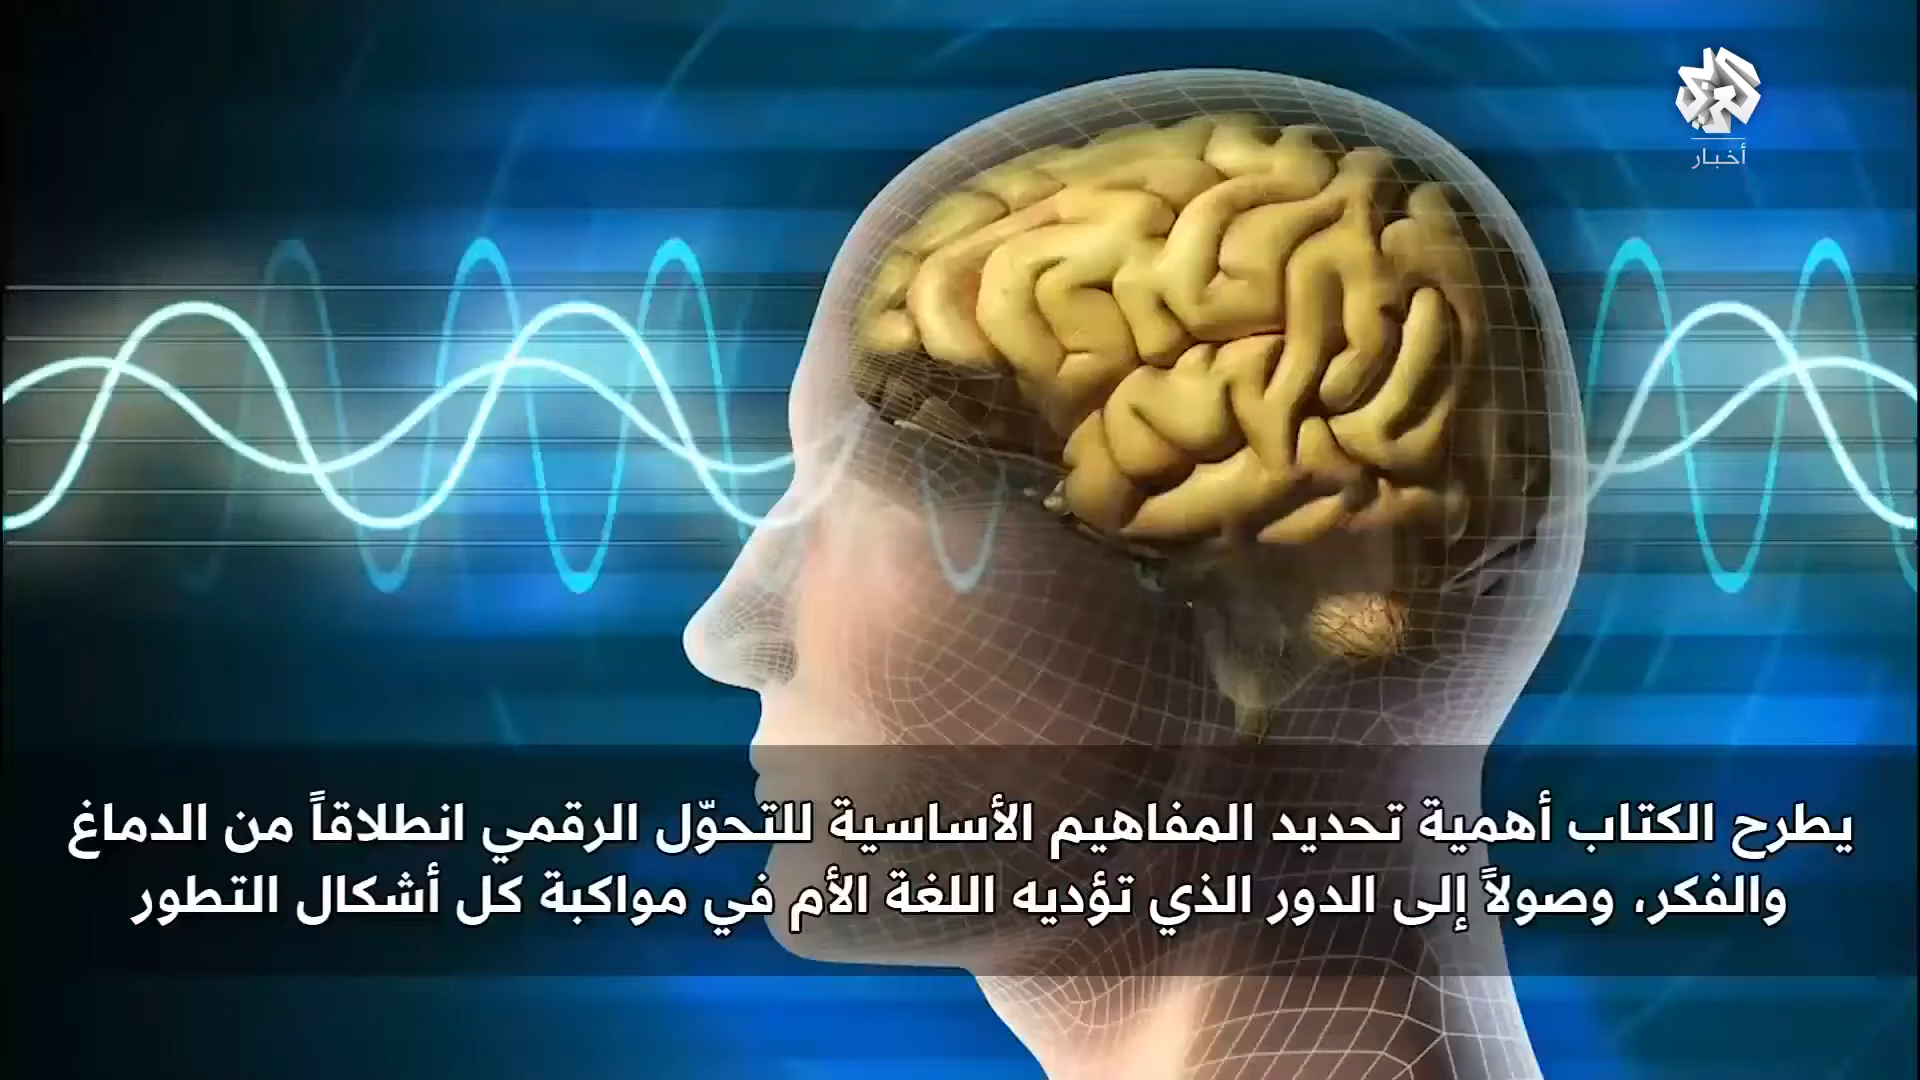 العربي
أخبار
يطرح الكتاب أهمية تحديد المفاهيم الأساسية للتحوّل الرقمي انطلاقاً من الدماغ
والفكر، وصولاً إلى الدور الذي تؤديه اللغة الأم في مواكبة كل أشكال التطور